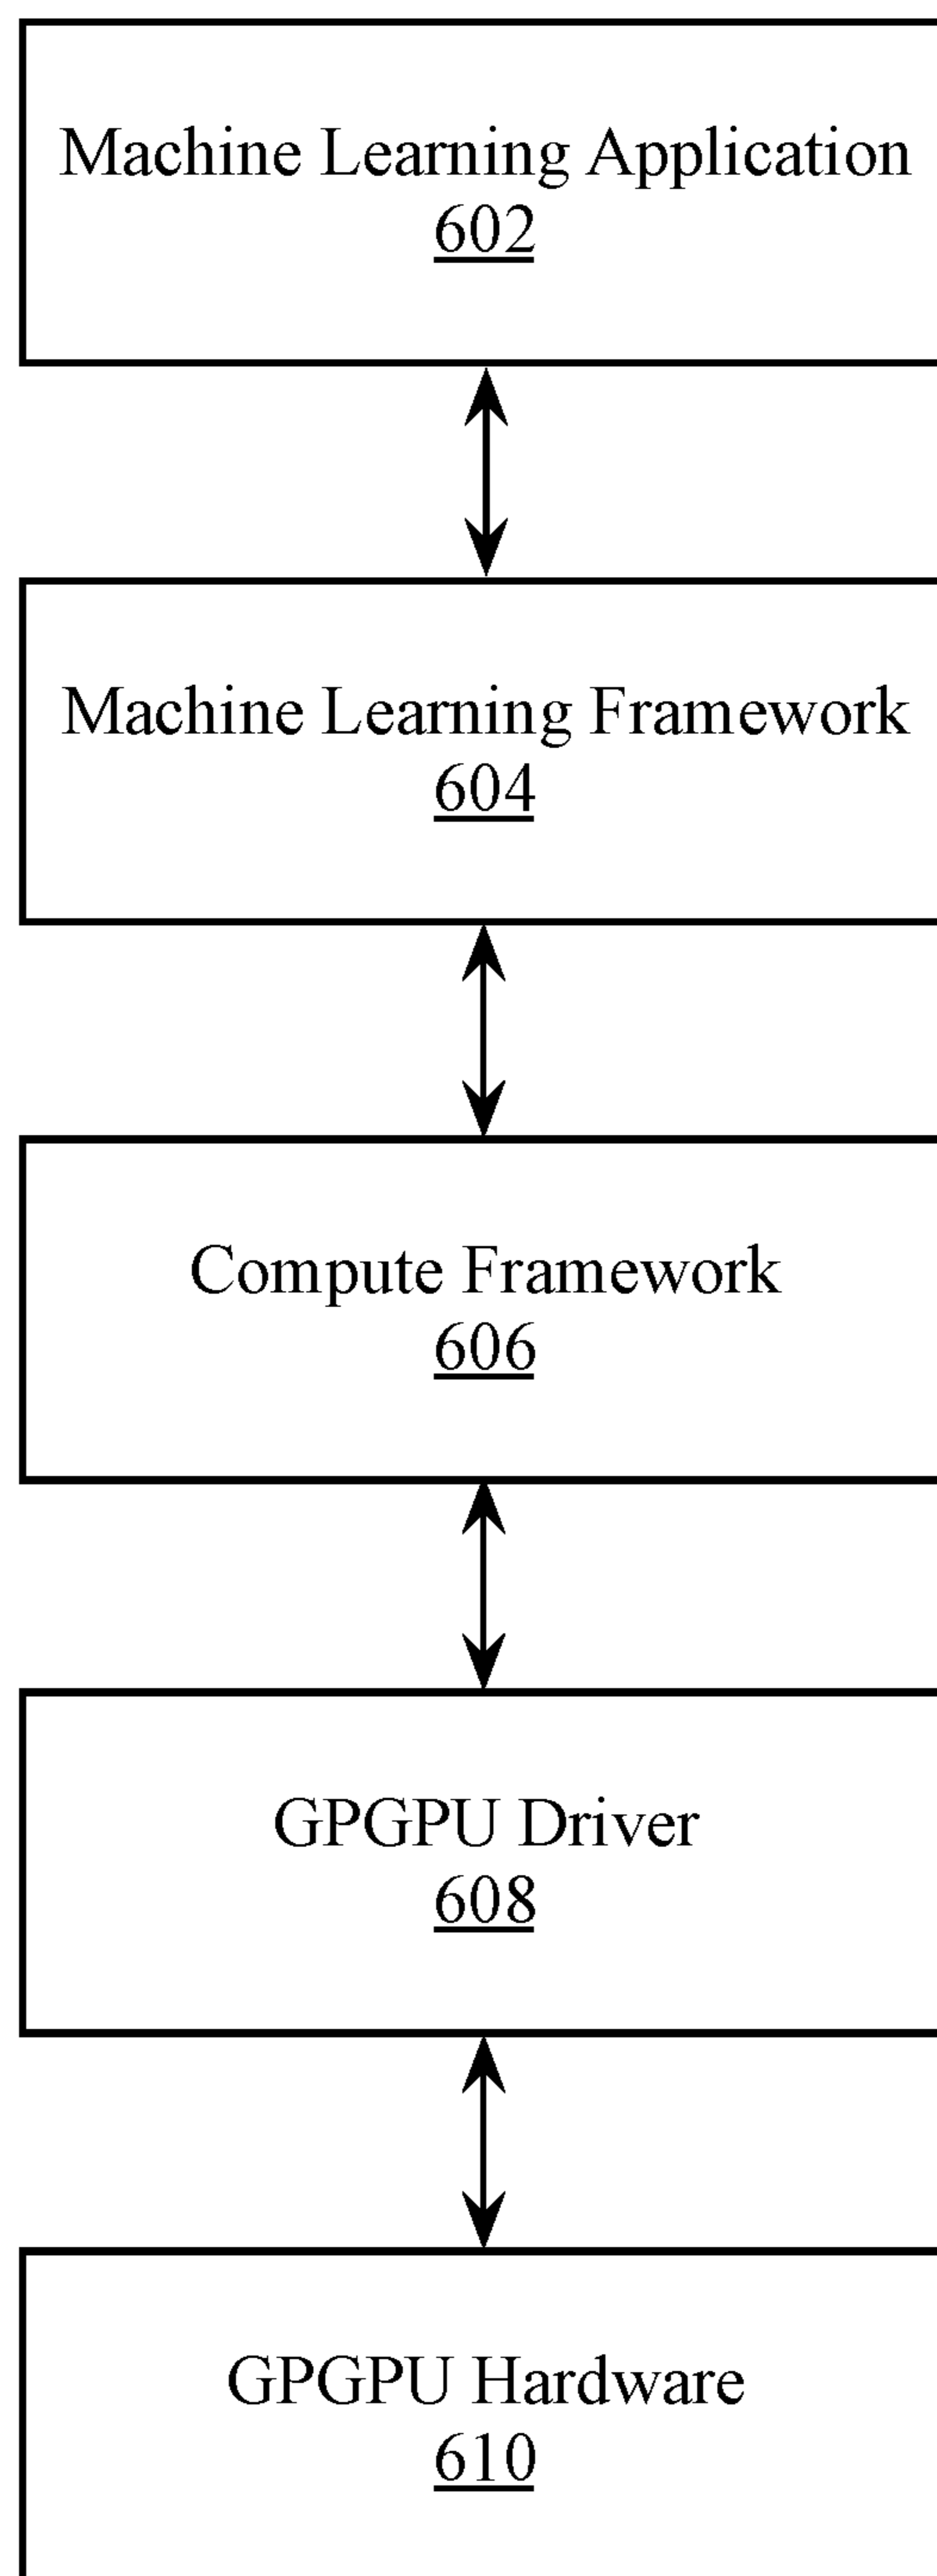 Machine Learning Application
602
Machine Learning Framework
604
Compute Framework
606
GPGPU Driver
608
GPGPU Hardware
610